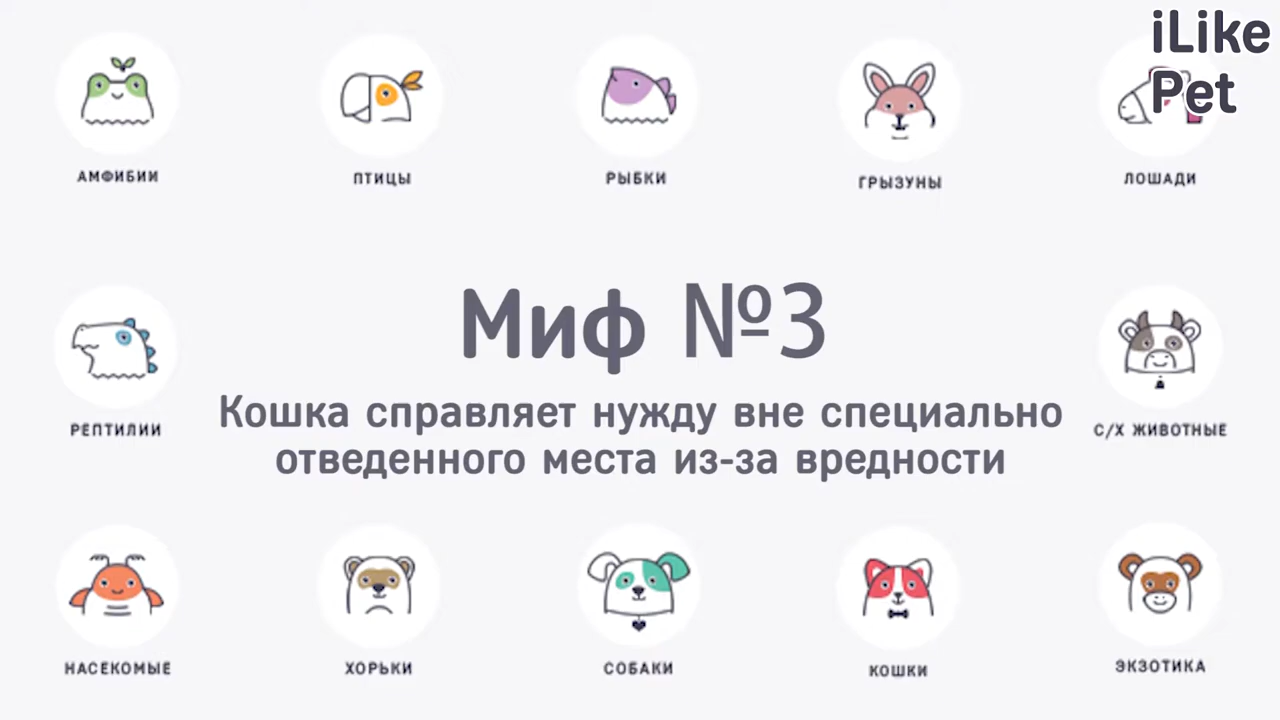 iLike
Pet
АМФИБИИ
ПТИЦЫ
РЫБКИ
ГРЫЗУНЫ
ЛОШАДИ
Миф №3
Кошка справляет нужду вне специально
отведенного места из-за вредности
РЕПТИЛИИ
С/Х ЖИВОТНЫЕ
НАСЕКОМЫЕ
ХОРЬКИ
СОБАКИ
КОШКИ
ЭКЗОТИКА